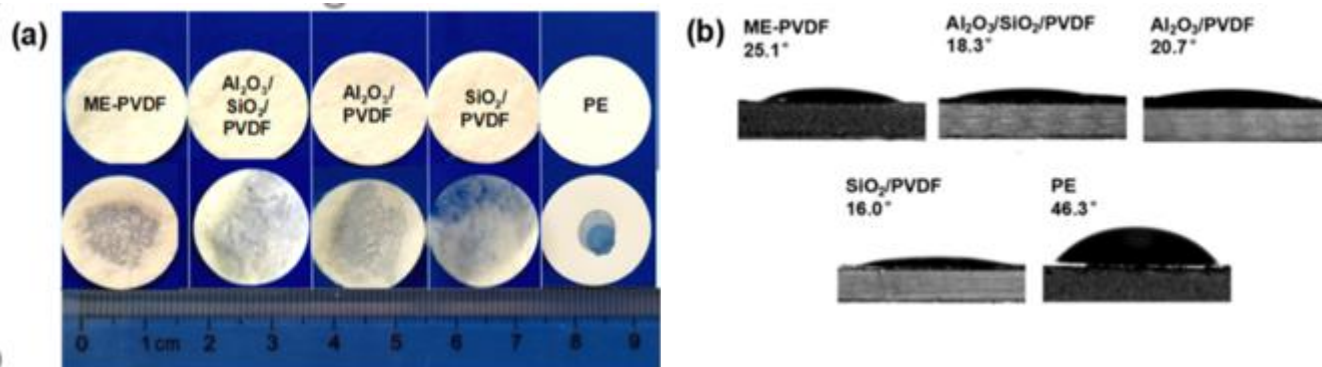 (a)
ME-PVDF
Al₂O₃/
SiO₂/
PVDF
Al₂O₃/
PVDF
SiO₂/
PVDF
PE
0 1 cm 2 3 4 5 6 7 8 9
(b)
ME-PVDF
25.1°
Al₂O₃/SiO₂/PVDF
18.3°
Al₂O₃/PVDF
20.7°
SiO₂/PVDF
16.0°
PE
46.3°